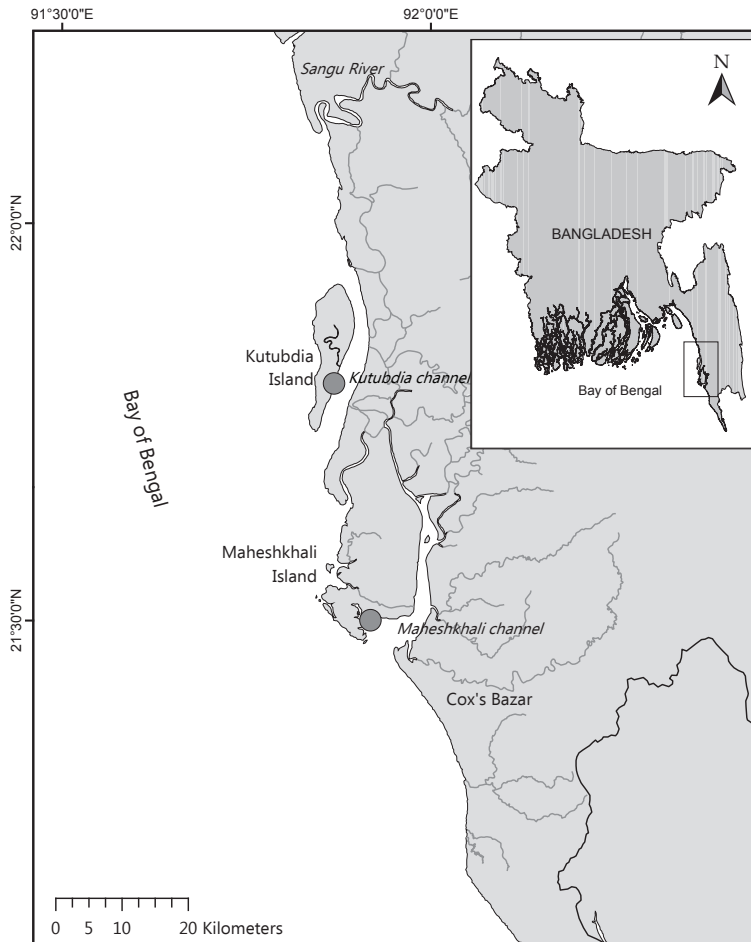 91°30'0"E
92°0'0"E
Sangu River
N
22°0'0"N
BANGLADESH
Bay of Bengal
Kutubdia
Island
Kutubdia channel
Bay of Bengal
Maheshkhali
Island
21°30'0"N
Maheshkhali channel
Cox's Bazar
0 5 10 20 Kilometers